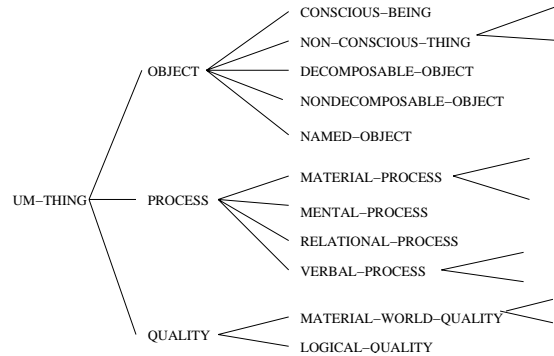 CONSCIOUS−BEING
NON−CONSCIOUS−THING
OBJECT
DECOMPOSABLE−OBJECT
NONDECOMPOSABLE−OBJECT
NAMED−OBJECT
MATERIAL−PROCESS
UM−THING
PROCESS
MENTAL−PROCESS
RELATIONAL−PROCESS
VERBAL−PROCESS
MATERIAL−WORLD−QUALITY
QUALITY
LOGICAL−QUALITY